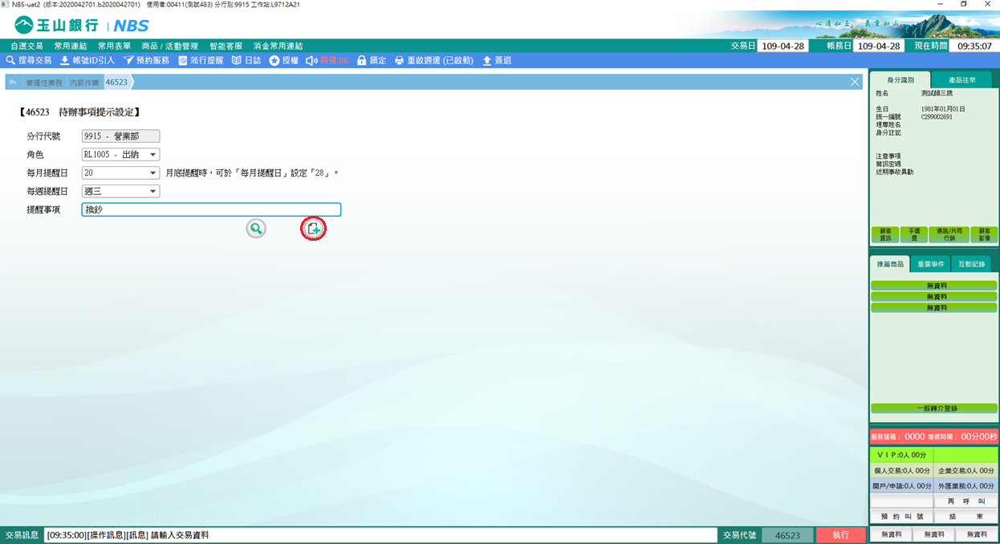 NBS-uat2 (版本:2020042701.b2020042701) 使用者:00411(測試483) 分行別:9915 工作站:L9712A21
玉山銀行 NBS
心清如玉 義重如山
自選交易 常用連結 常用表單 商品/活動管理 智能客服 消金常用連結
交易日 109-04-28 帳務日 109-04-28 現在時間 09:35:07
搜尋交易 帳號ID引入 預約服務 落行提醒 日誌 授權 廣播:86 鎖定 重啟週邊 (已啟動) 簽退
管理性業務 內部作業 46523
【46523 待辦事項提示設定】
分行代號 9915 - 營業部
角色 RL1005 - 出納
每月提醒日 20 月底提醒時,可於「每月提醒日」設定「28」。
每週提醒日 週三
提醒事項 換鈔
身分識別 產品往來
姓名 測試顧三歲
生日 1981年01月01日
統一編號 C299002691
理專姓名
身分註記
注意事項
簡訊密碼
近期事故異動
顧客資訊 手續費 通路/共同行銷 顧客影像
推薦商品 重要事件 互動記錄
無資料
無資料
無資料
一般轉介登錄
服務號碼: 0000 等候時間: 00分00秒
VIP:0人 00分
個人交易:0人 00分 企業交易:0人 00分
開戶/申請:0人 00分 外匯業務:0人 00分
再 呼 叫
預 約 叫 號 結 束
無資料 無資料 無資料
交易訊息 [09:35:00][操作訊息][訊息] 請輸入交易資料 交易代號 46523 執行